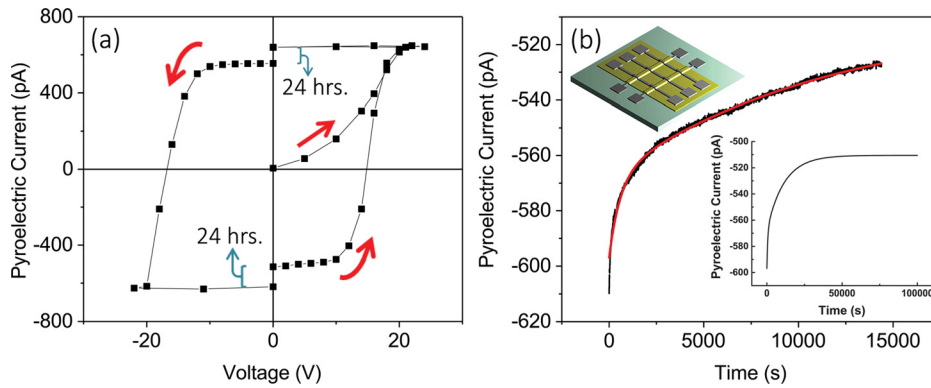 (a)
Pyroelectric Current (pA)
800
600
400
0
-400
-800
24 hrs.
24 hrs.
-20
0
20
Voltage (V)
(b)
Pyroelectric Current (pA)
-520
-540
-560
-580
-600
-620
0
5000
10000
15000
Time (s)
Pyroelectric Current (pA)
-500
-520
-540
-560
-580
-600
0
50000
100000
Time (s)